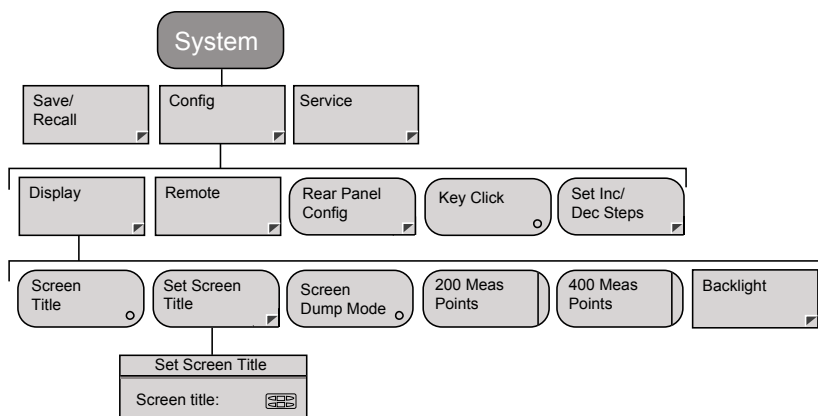 System
Save/
Recall
Config
Service
Display
Remote
Rear Panel
Config
Key Click
Set Inc/
Dec Steps
Screen
Title
Set Screen
Title
Screen
Dump Mode
200 Meas
Points
400 Meas
Points
Backlight
Set Screen Title
Screen title: